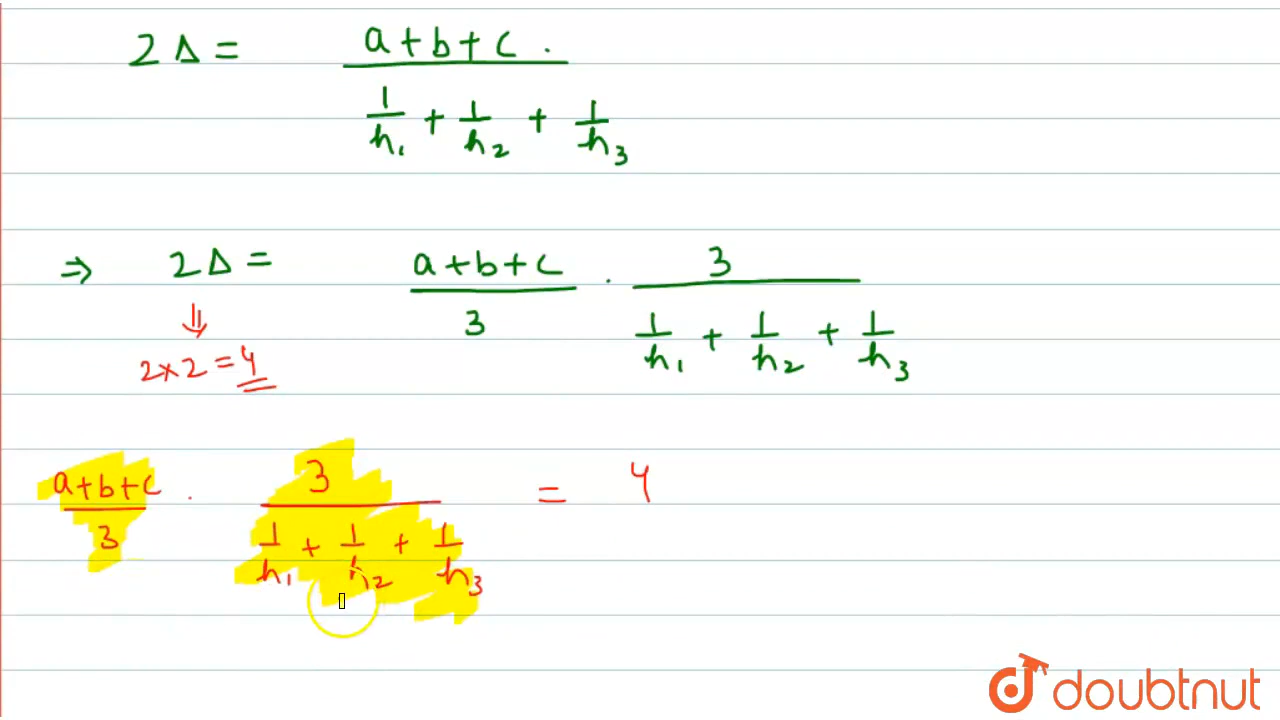 2Δ = a+b+c . / 1/h₁ + 1/h₂ + 1/h₃
⇒ 2Δ = a+b+c / 3 · 3 / 1/h₁ + 1/h₂ + 1/h₃
⇓
2×2=4
a+b+c / 3 · 3 / 1/h₁ + 1/h₂ + 1/h₃ = 4
doubtnut